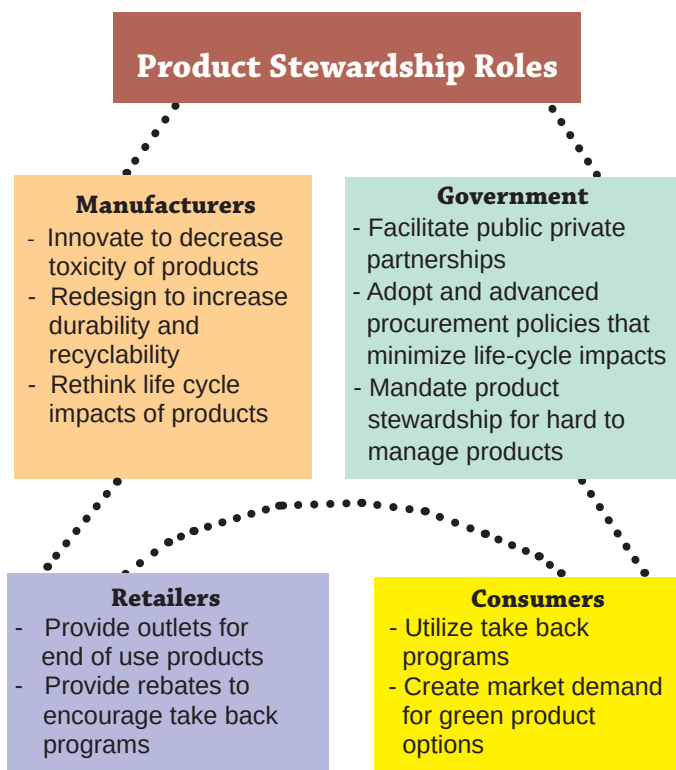 Product Stewardship Roles
Manufacturers
- Innovate to decrease
toxicity of products
- Redesign to increase
durability and
recyclability
- Rethink life cycle
impacts of products
Government
- Facilitate public private
partnerships
- Adopt and advanced
procurement policies that
minimize life-cycle impacts
- Mandate product
stewardship for hard to
manage products
Retailers
- Provide outlets for
end of use products
- Provide rebates to
encourage take back
programs
Consumers
- Utilize take back
programs
- Create market demand
for green product
options